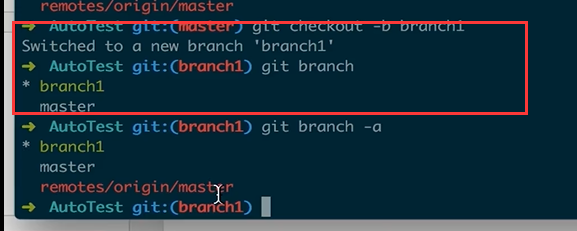 remotes/origin/master
➜ AutoTest git:(master) git checkout -b branch1
Switched to a new branch 'branch1'
➜ AutoTest git:(branch1) git branch
* branch1
master
➜ AutoTest git:(branch1) git branch -a
* branch1
master
remotes/origin/master
➜ AutoTest git:(branch1)